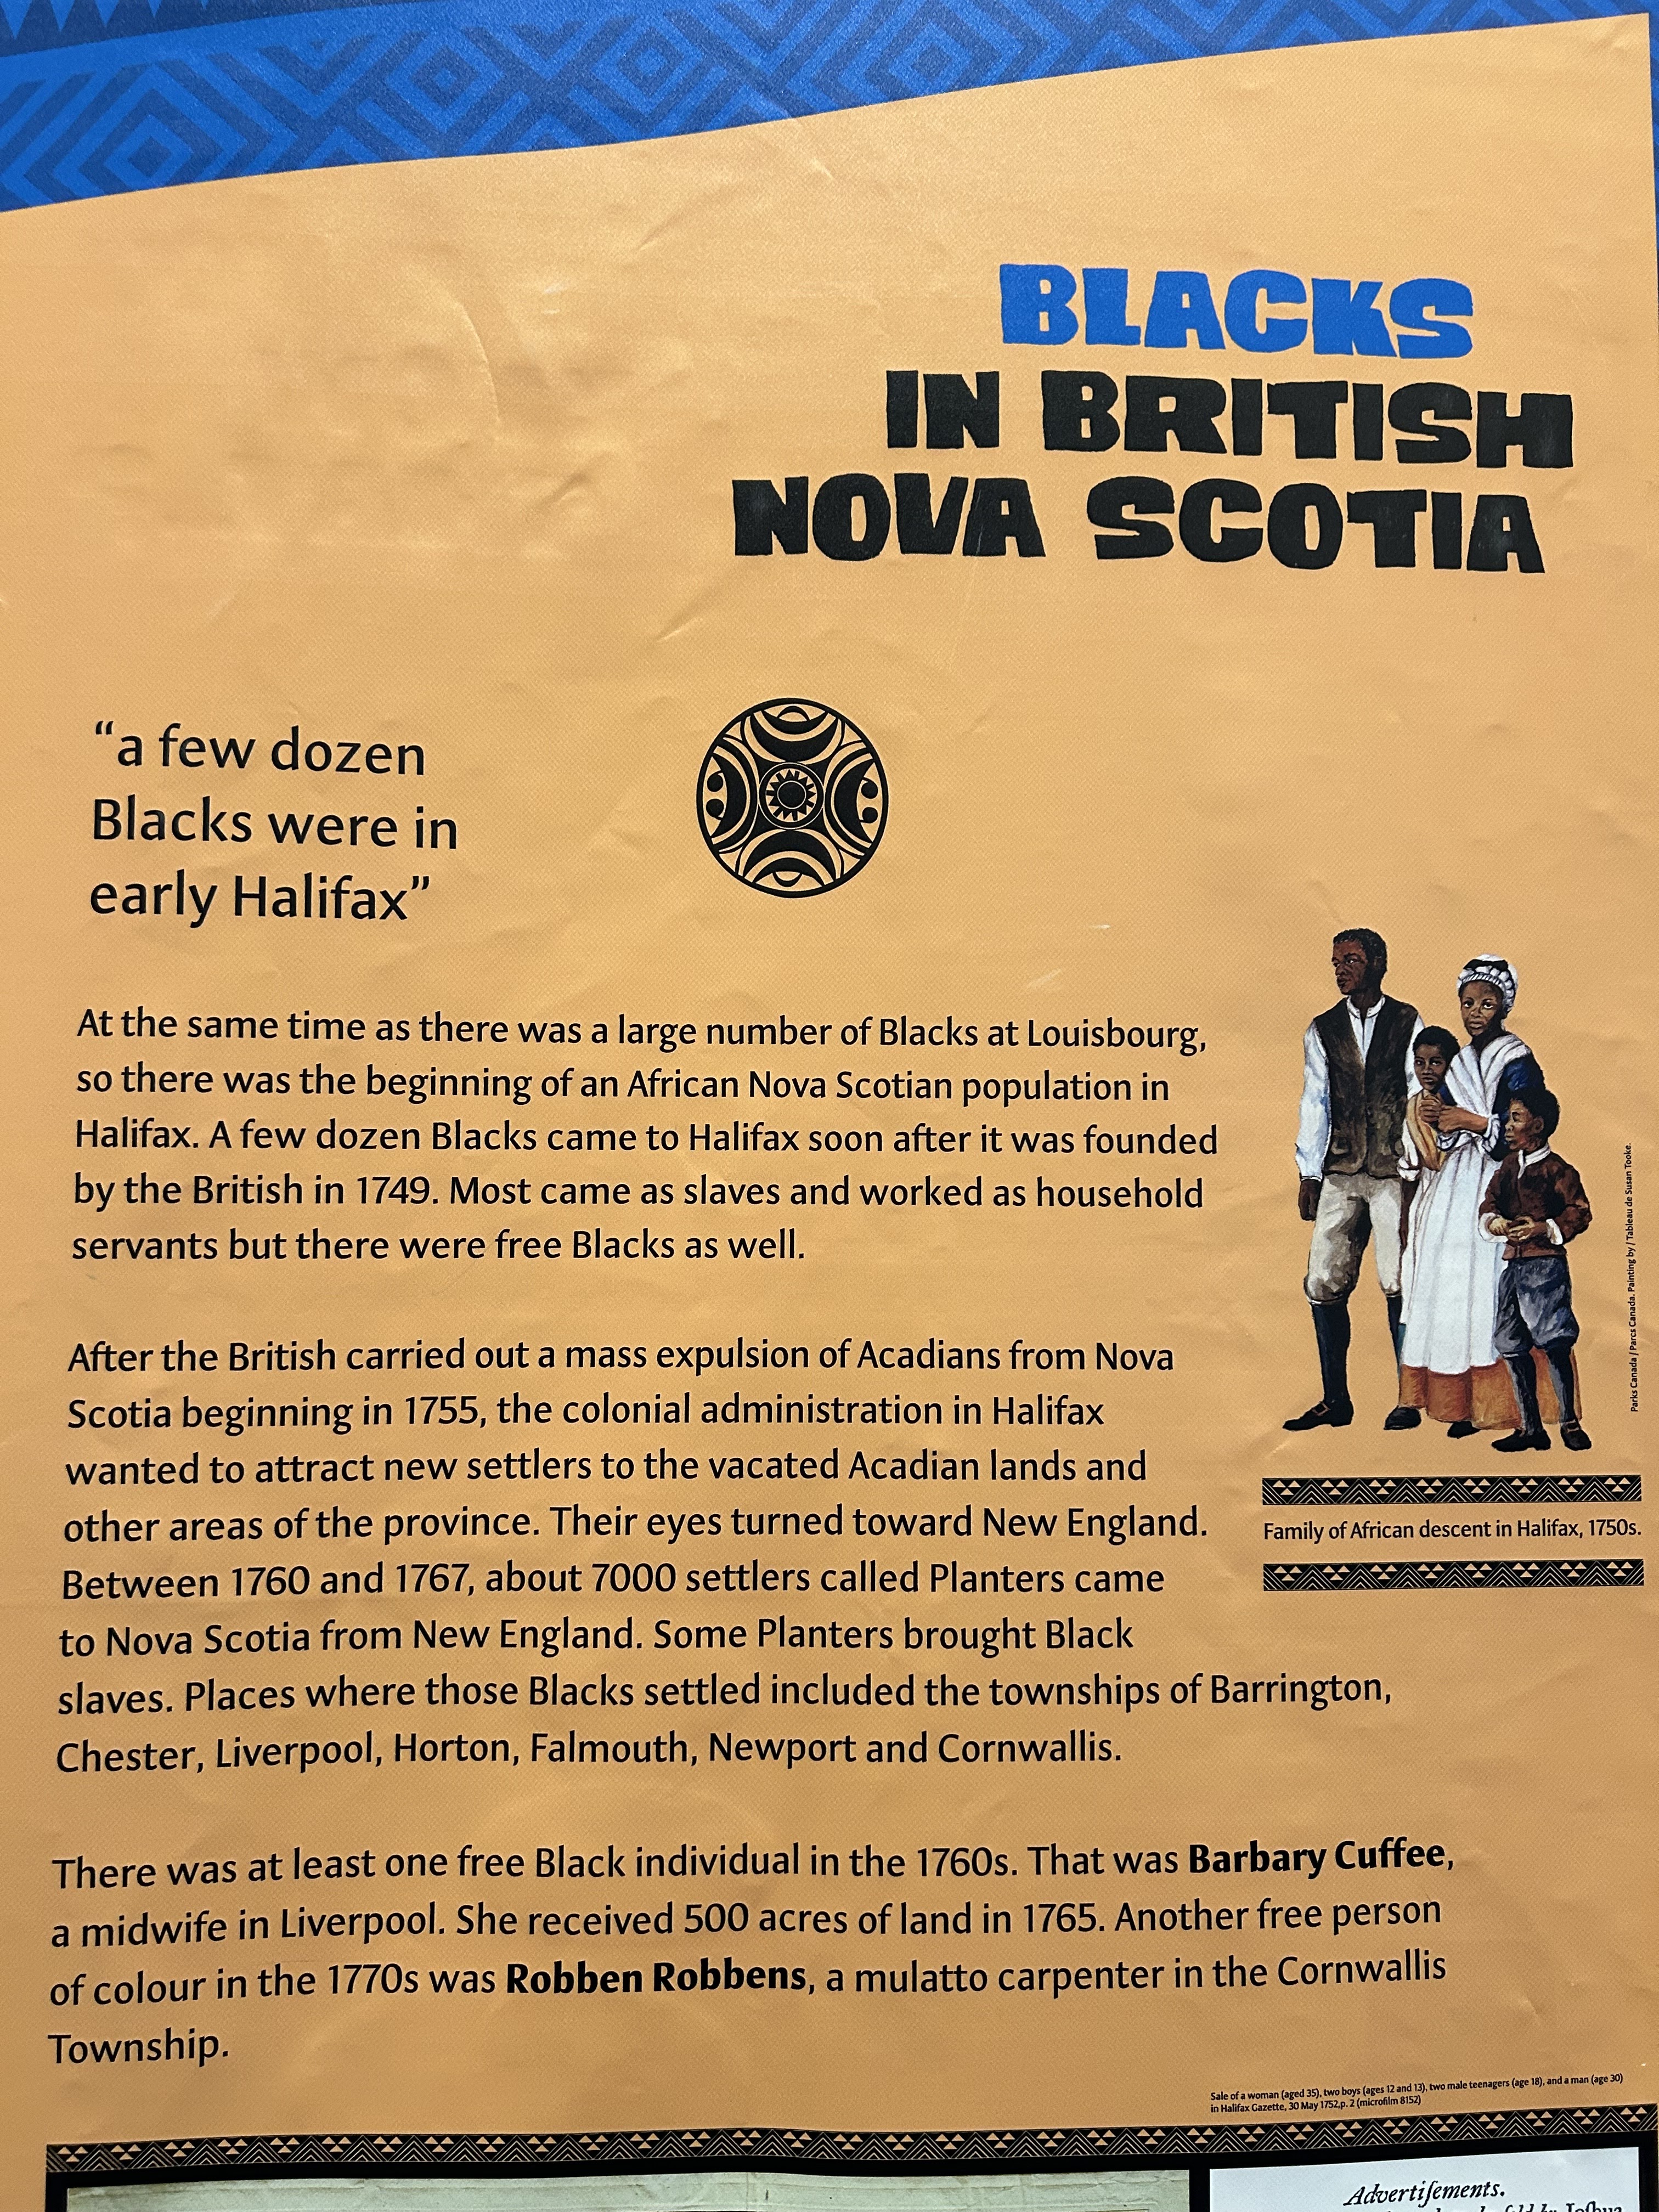 BLACKS
IN BRITISH
NOVA SCOTIA
“a few dozen
Blacks were in
early Halifax”
At the same time as there was a large number of Blacks at Louisbourg,
so there was the beginning of an African Nova Scotian population in
Halifax. A few dozen Blacks came to Halifax soon after it was founded
by the British in 1749. Most came as slaves and worked as household
servants but there were free Blacks as well.
After the British carried out a mass expulsion of Acadians from Nova
Scotia beginning in 1755, the colonial administration in Halifax
wanted to attract new settlers to the vacated Acadian lands and
other areas of the province. Their eyes turned toward New England.
Between 1760 and 1767, about 7000 settlers called Planters came
to Nova Scotia from New England. Some Planters brought Black
slaves. Places where those Blacks settled included the townships of Barrington,
Chester, Liverpool, Horton, Falmouth, Newport and Cornwallis.
There was at least one free Black individual in the 1760s. That was Barbary Cuffee,
a midwife in Liverpool. She received 500 acres of land in 1765. Another free person
of colour in the 1770s was Robben Robbens, a mulatto carpenter in the Cornwallis
Township.
Parks Canada / Parcs Canada. Painting by / Tableau de Susan Tooke.
Family of African descent in Halifax, 1750s.
Sale of a woman (aged 35), two boys (ages 12 and 13), two male teenagers (age 18), and a man (age 30)
in Halifax Gazette, 30 May 1752,p. 2 (microfilm 8152)
Advertiſements.